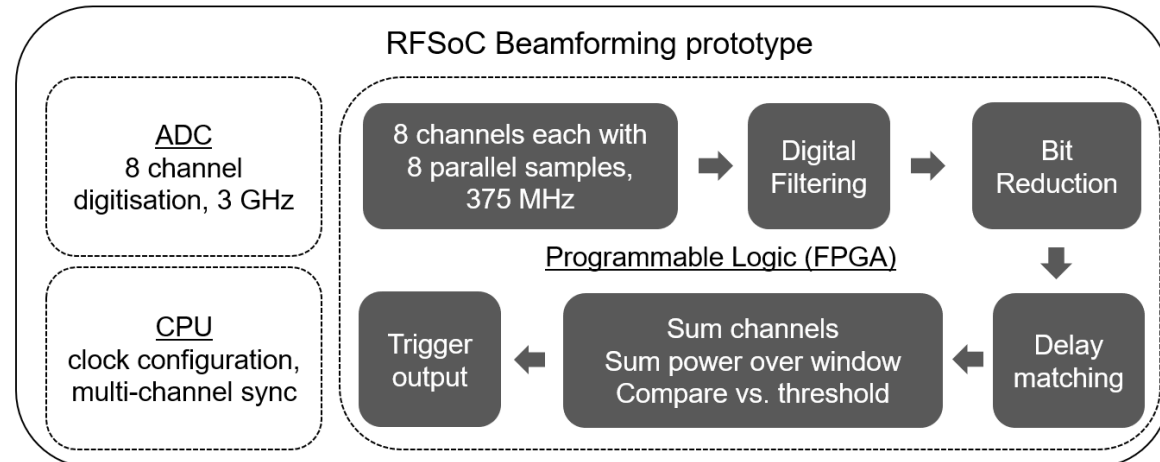 RFSoC Beamforming prototype
ADC
8 channel
digitisation, 3 GHz
CPU
clock configuration,
multi-channel sync
8 channels each with
8 parallel samples,
375 MHz
Digital
Filtering
Bit
Reduction
Programmable Logic (FPGA)
Delay
matching
Sum channels
Sum power over window
Compare vs. threshold
Trigger
output